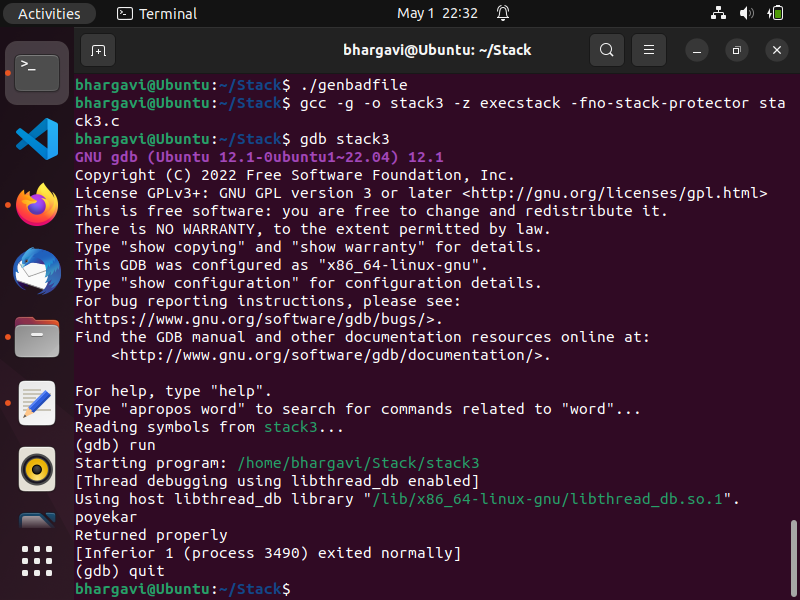 Activities
Terminal
May 1 22:32
bhargavi@Ubuntu: ~/Stack
bhargavi@Ubuntu:~/Stack$ ./genbadfile
bhargavi@Ubuntu:~/Stack$ gcc -g -o stack3 -z execstack -fno-stack-protector sta
ck3.c
bhargavi@Ubuntu:~/Stack$ gdb stack3
GNU gdb (Ubuntu 12.1-0ubuntu1~22.04) 12.1
Copyright (C) 2022 Free Software Foundation, Inc.
License GPLv3+: GNU GPL version 3 or later <http://gnu.org/licenses/gpl.html>
This is free software: you are free to change and redistribute it.
There is NO WARRANTY, to the extent permitted by law.
Type "show copying" and "show warranty" for details.
This GDB was configured as "x86_64-linux-gnu".
Type "show configuration" for configuration details.
For bug reporting instructions, please see:
<https://www.gnu.org/software/gdb/bugs/>.
Find the GDB manual and other documentation resources online at:
    <http://www.gnu.org/software/gdb/documentation/>.

For help, type "help".
Type "apropos word" to search for commands related to "word"...
Reading symbols from stack3...
(gdb) run
Starting program: /home/bhargavi/Stack/stack3
[Thread debugging using libthread_db enabled]
Using host libthread_db library "/lib/x86_64-linux-gnu/libthread_db.so.1".
poyekar
Returned properly
[Inferior 1 (process 3490) exited normally]
(gdb) quit
bhargavi@Ubuntu:~/Stack$